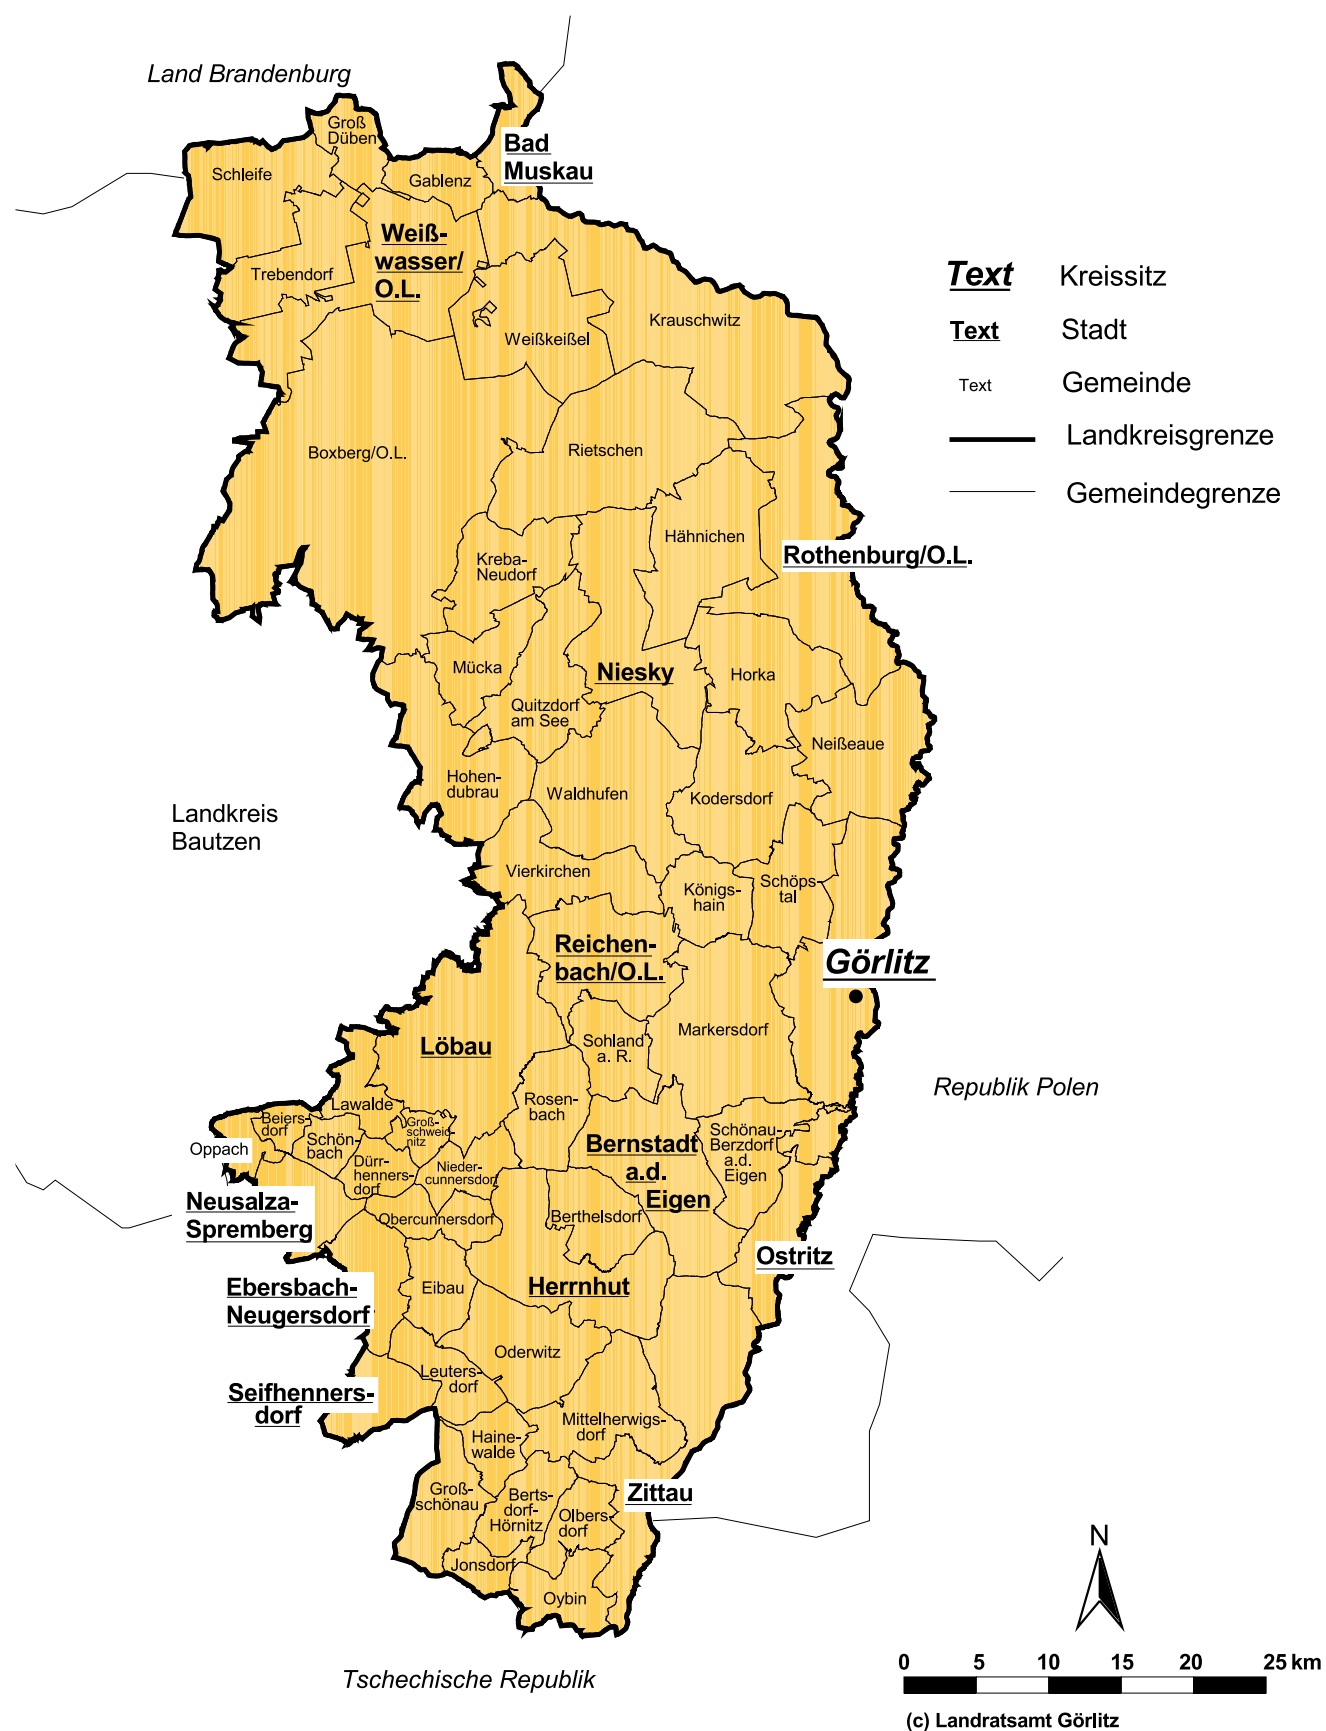 Land Brandenburg
Groß
Düben
Bad
Muskau
Schleife
Gablenz
Weiß-
wasser/
O.L.
Trebendorf
Krauschwitz
Weißkeißel
Boxberg/O.L.
Rietschen
Hähnichen
Rothenburg/O.L.
Kreba-
Neudorf
Mücka
Niesky
Horka
Quitzdorf
am See
Neißeaue
Hohen-
dubrau
Waldhufen
Kodersdorf
Landkreis
Bautzen
Vierkirchen
Königs-
hain
Schöps-
tal
Reichen-
bach/O.L.
Görlitz
Löbau
Sohland
a. R.
Markersdorf
Republik Polen
Rosen-
bach
Lawalde
Beiers-
dorf
Groß-
schweid-
nitz
Oppach
Schön-
bach
Dürr-
henners-
dorf
Nieder-
cunnersdorf
Bernstadt
a.d.
Eigen
Schönau-
Berzdorf
a.d.
Eigen
Neusalza-
Spremberg
Obercunnersdorf
Berthelsdorf
Ostritz
Ebersbach-
Neugersdorf
Eibau
Herrnhut
Oderwitz
Leuters-
dorf
Seifhenners-
dorf
Mittelherwigs-
dorf
Haine-
walde
Groß-
schönau
Berts-
dorf-
Hörnitz
Olbers-
dorf
Zittau
Jonsdorf
Oybin
Tschechische Republik
Text Kreissitz
Text Stadt
Text Gemeinde
Landkreisgrenze
Gemeindegrenze
N
0 5 10 15 20 25 km
(c) Landratsamt Görlitz